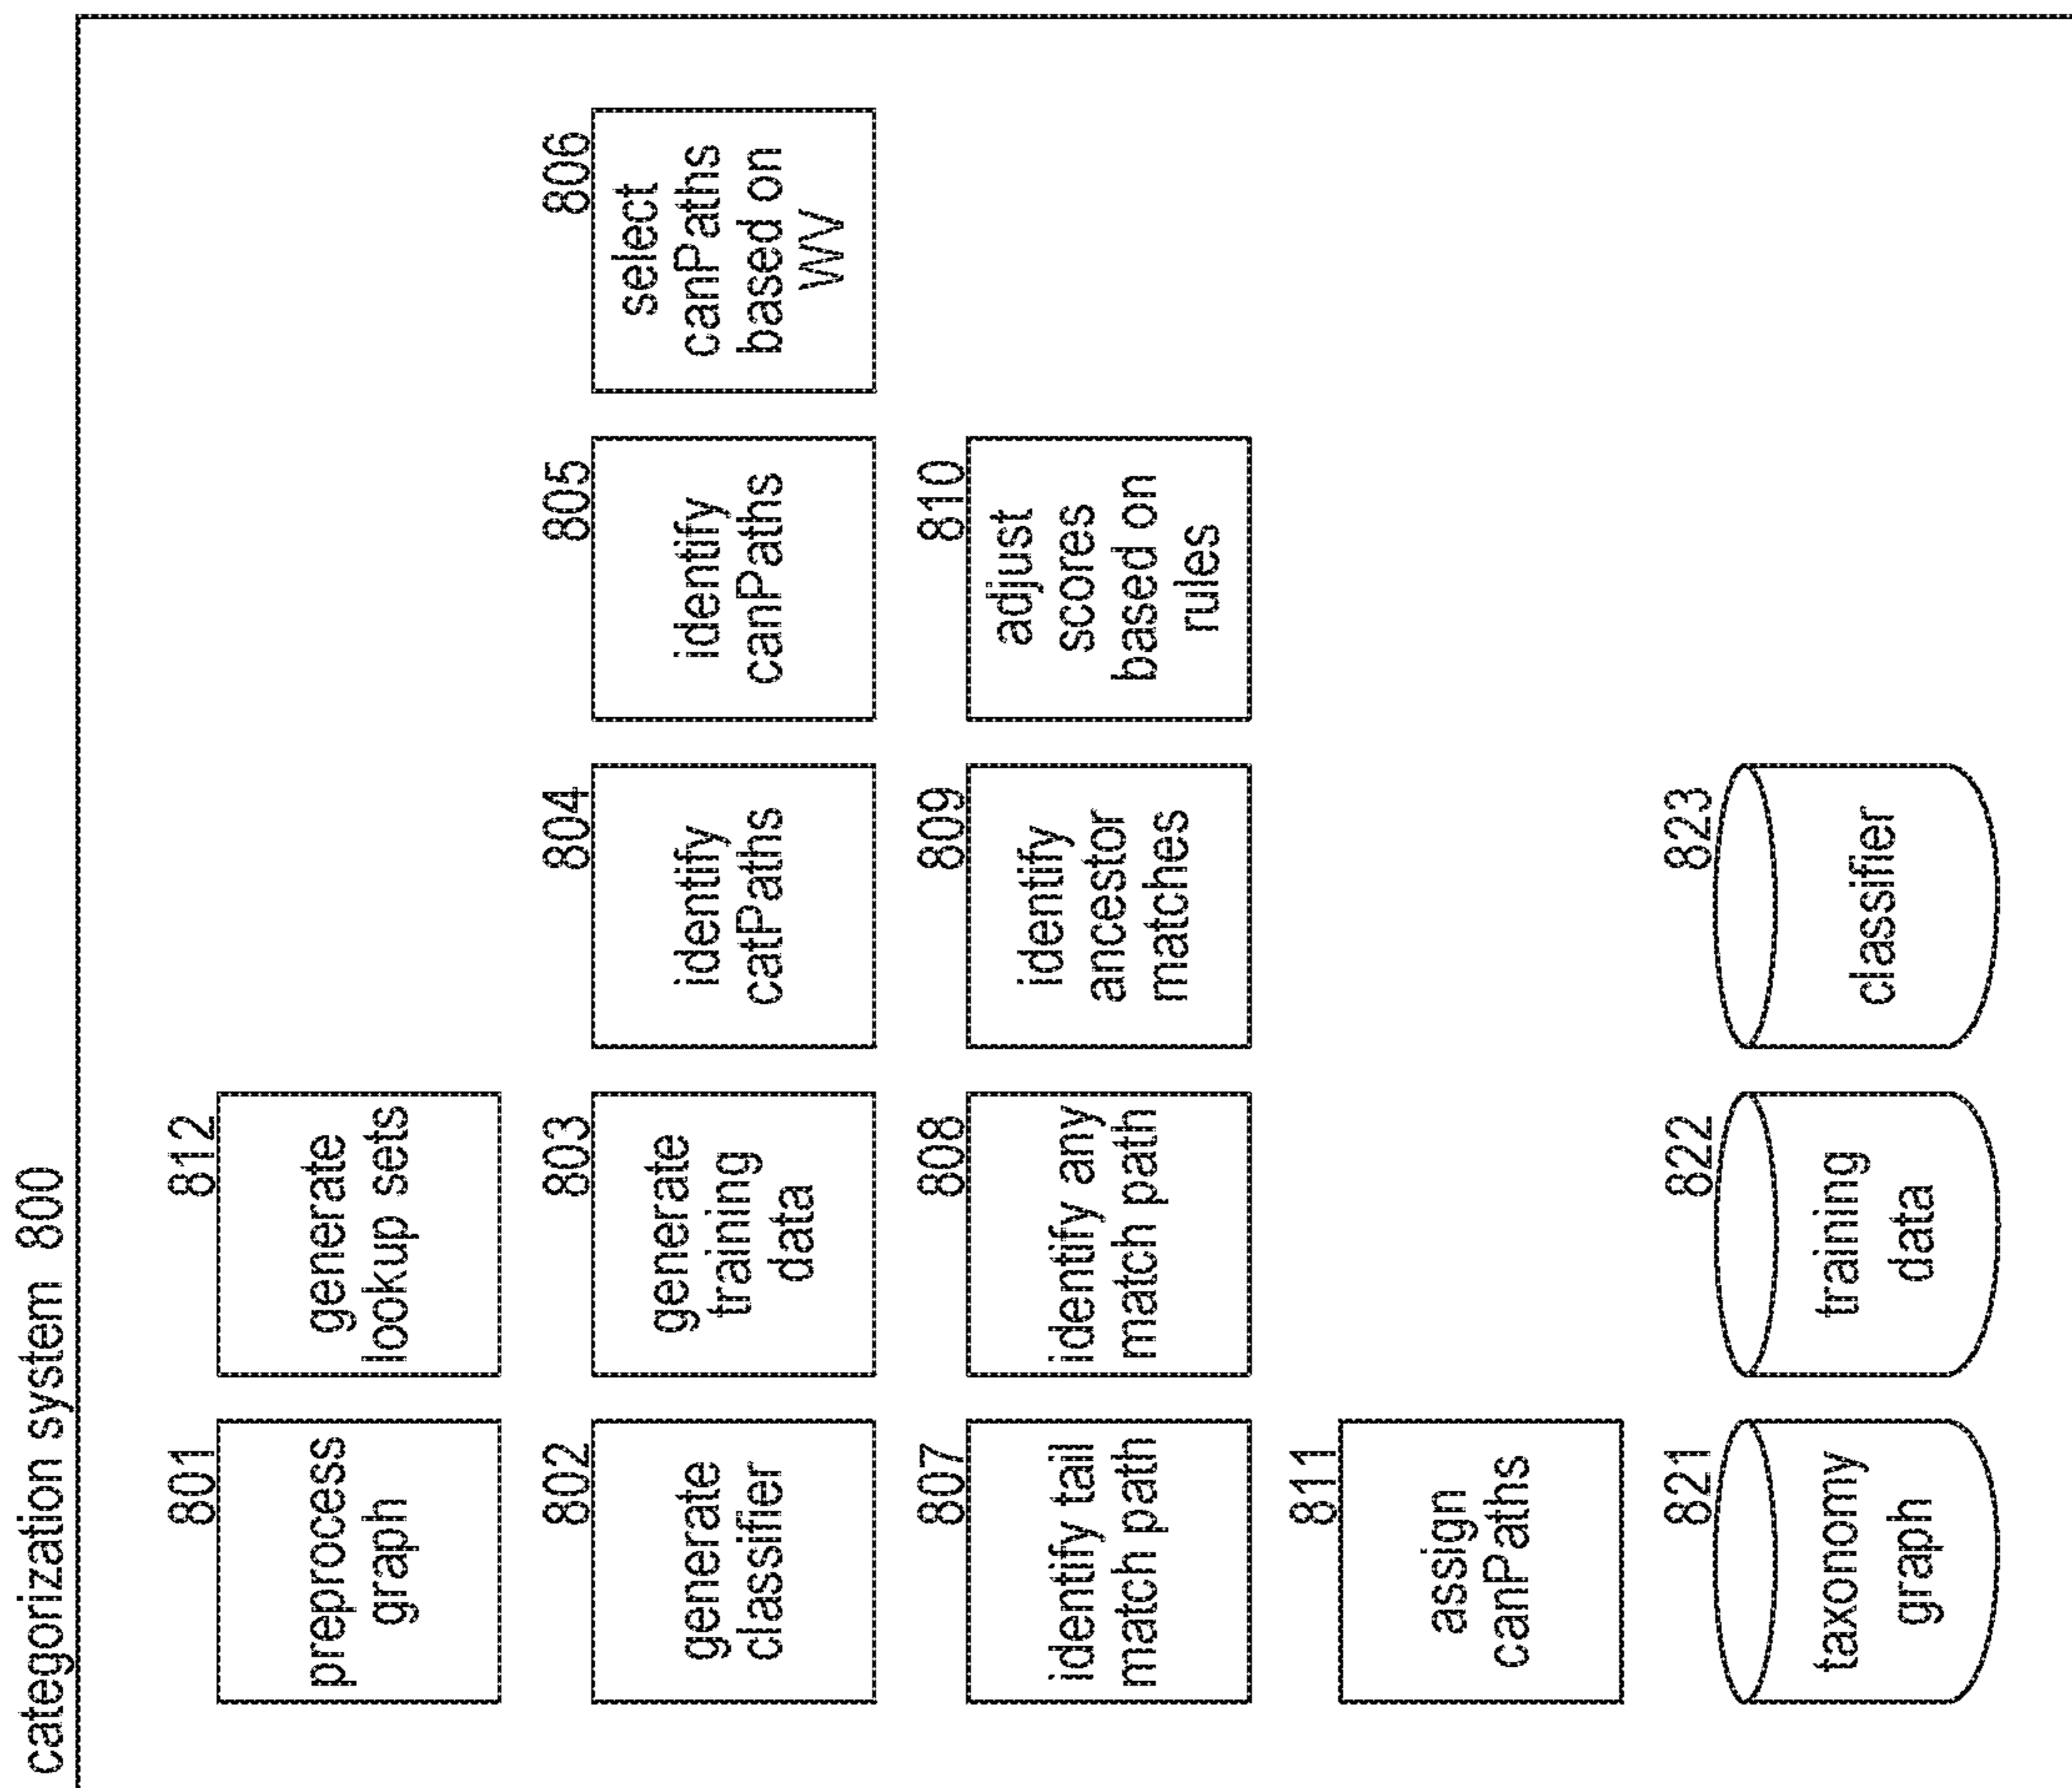 categorization system 800
801
preprocess
graph
812
generate
lookup sets
802
generate
classifier
803
generate
training
data
804
identify
catPaths
805
identify
canPaths
806
select
canPaths
based on
WV
807
identify tail
match path
808
identify any
match path
809
identify
ancestor
matches
810
adjust
scores
based on
rules
811
assign
canPaths
821
taxonomy
graph
822
training
data
823
classifier